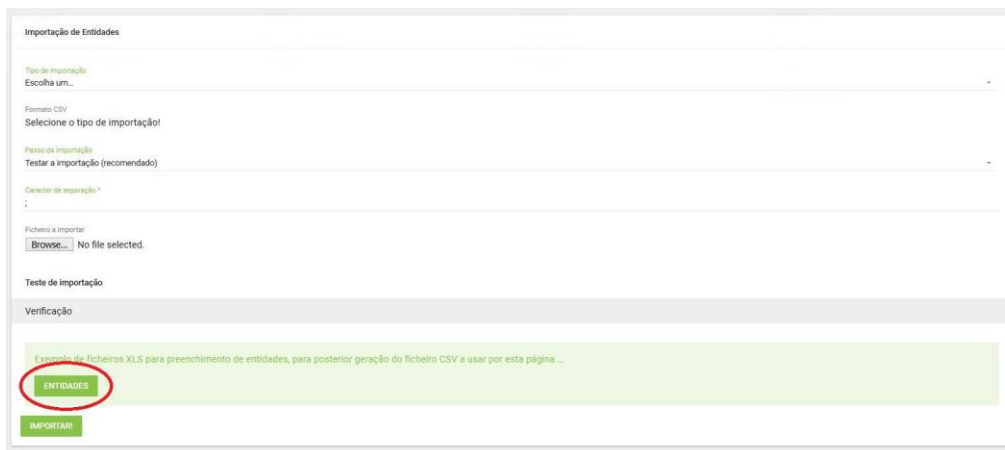 Importação de Entidades
Tipo de importação
Escolha um...
Formato CSV
Selecione o tipo de importação!
Passo da importação
Testar a importação (recomendado)
Caracter de separação *
;
Ficheiro a importar
Browse... No file selected.
Teste de importação
Verificação
Exemplo de ficheiros XLS para preenchimento de entidades, para posterior geração do ficheiro CSV a usar por esta página ...
ENTIDADES
IMPORTAR!